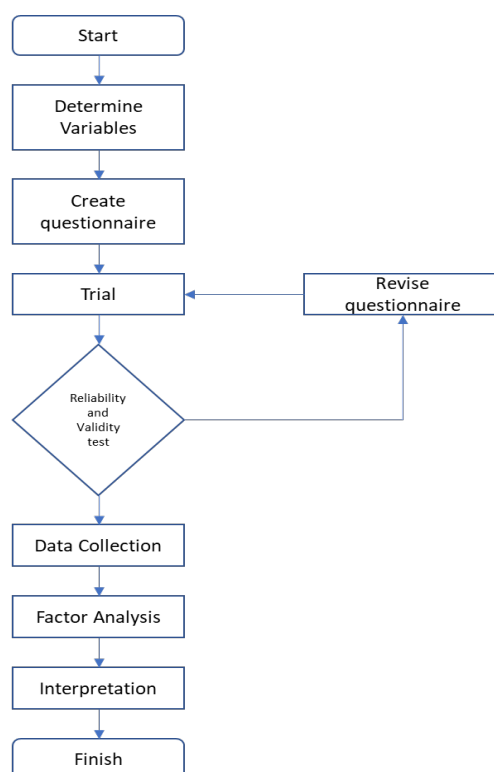 Start
Determine
Variables
Create
questionnaire
Trial
Revise
questionnaire
Reliability
and
Validity
test
Data Collection
Factor Analysis
Interpretation
Finish